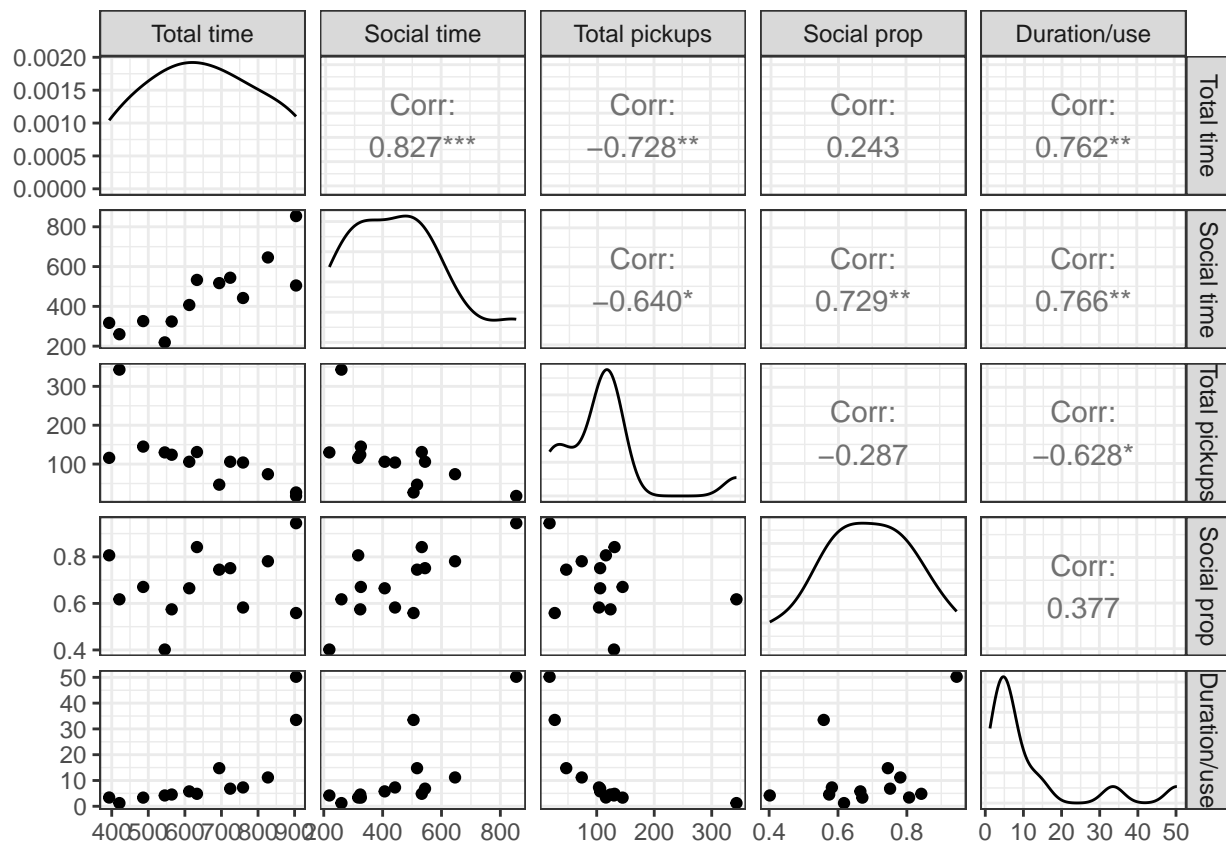 Total time Social time Total pickups Social prop Duration/use
0.0020
0.0015
0.0010
0.0005
0.0000
Corr:
0.827***
Corr:
−0.728**
Corr:
0.243
Corr:
0.762**
Total time
800
600
400
200
Corr:
−0.640*
Corr:
0.729**
Corr:
0.766**
Social time
300
200
100
Corr:
−0.287
Corr:
−0.628*
Total pickups
0.8
0.6
0.4
Corr:
0.377
Social prop
50
40
30
20
10
0
Duration/use
400 500 600 700 800 900
200 400 600 800
100 200 300
0.4 0.6 0.8
0 10 20 30 40 50